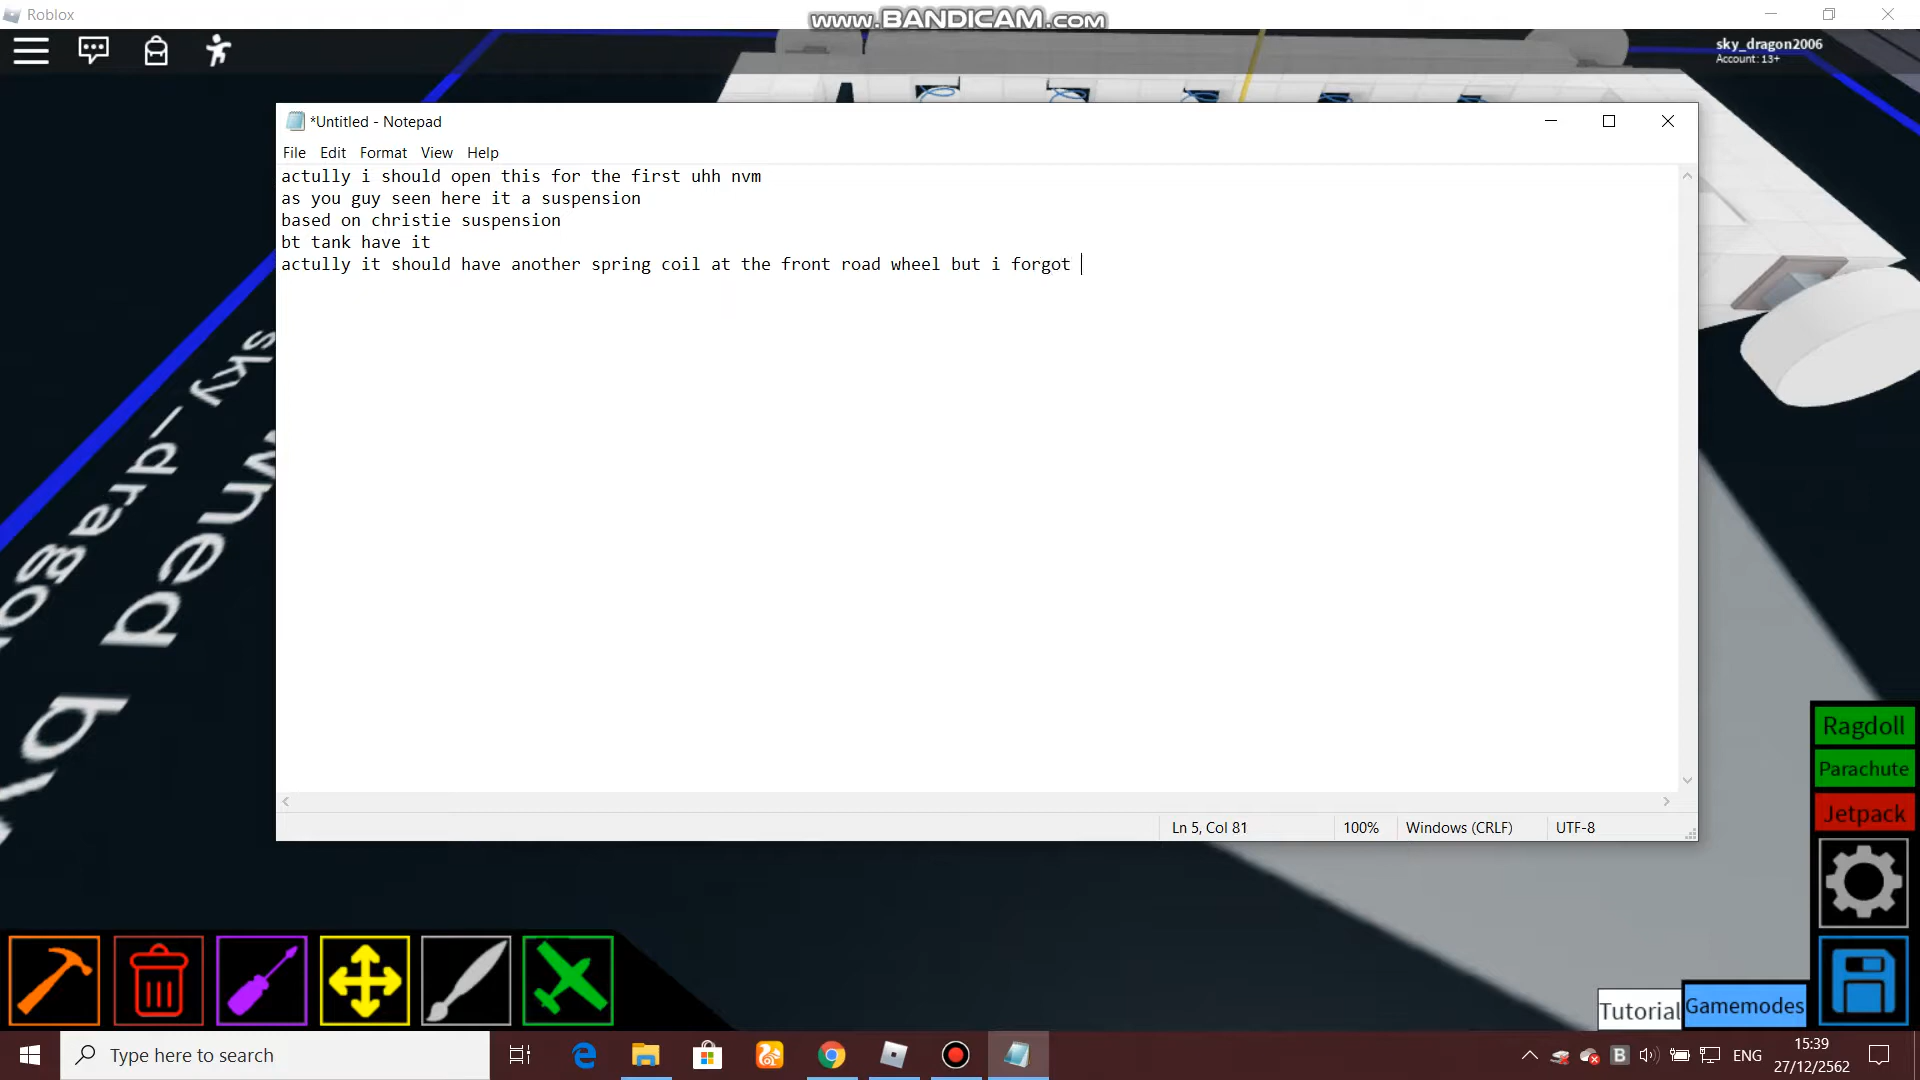 Roblox
www.BANDICAM.com
sky_dragon2006
Account: 13+
*Untitled - Notepad
File Edit Format View Help
actully i should open this for the first uhh nvm
as you guy seen here it a suspension
based on christie suspension
bt tank have it
actully it should have another spring coil at the front road wheel but i forgot
Ln 5, Col 81 100% Windows (CRLF) UTF-8
Ragdoll
Parachute
Jetpack
Tutorial
Gamemodes
Type here to search
ENG
15:39
27/12/2562